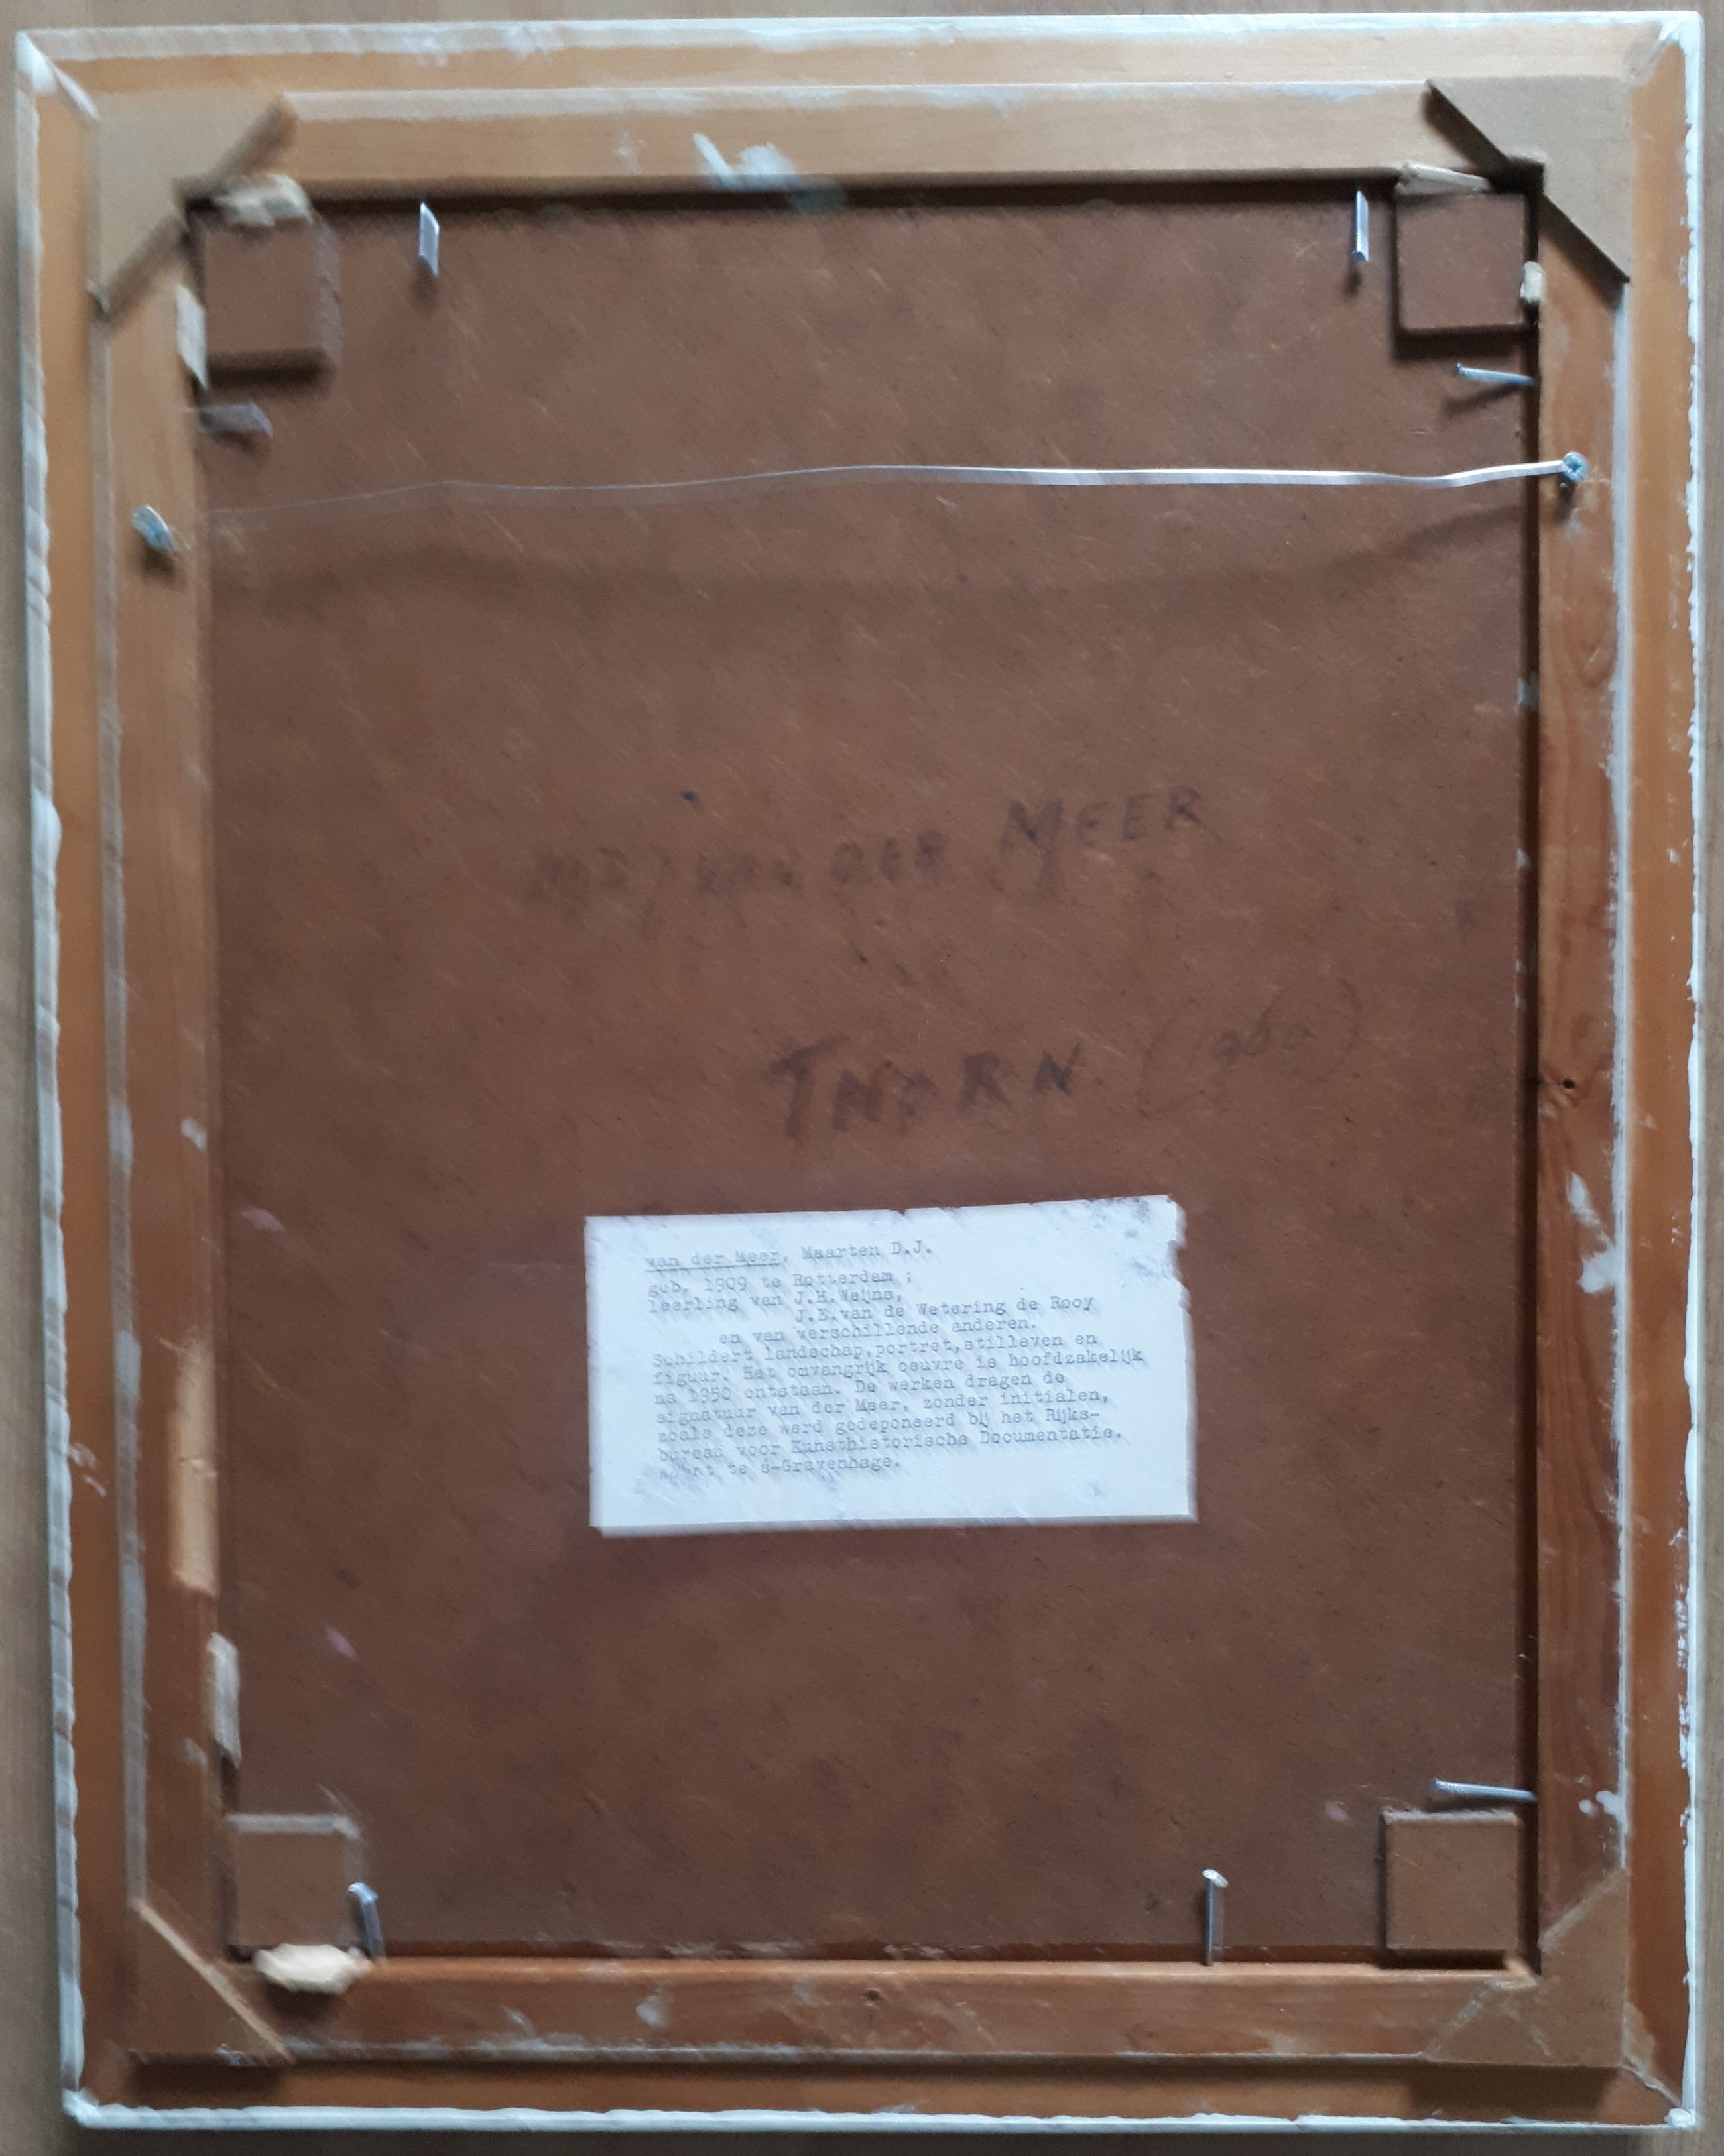 VAN DER MEER
THORN (1960)
van der Meer, Maarten D.J.
geb. 1909 te Rotterdam ;
leerling van J.H.Weijns,
J.E.van de Wetering de Rooy
en van verschillende anderen.
Schildert landschap,portret,stilleven en
figuur. Het omvangrijk oeuvre is hoofdzakelijk
na 1950 ontstaan. De werken dragen de
signatuur van der Meer, zonder initialen,
zoals deze werd gedeponeerd bij het Rijks-
bureau voor Kunsthistorische Documentatie.
Woont te s-Gravenhage.